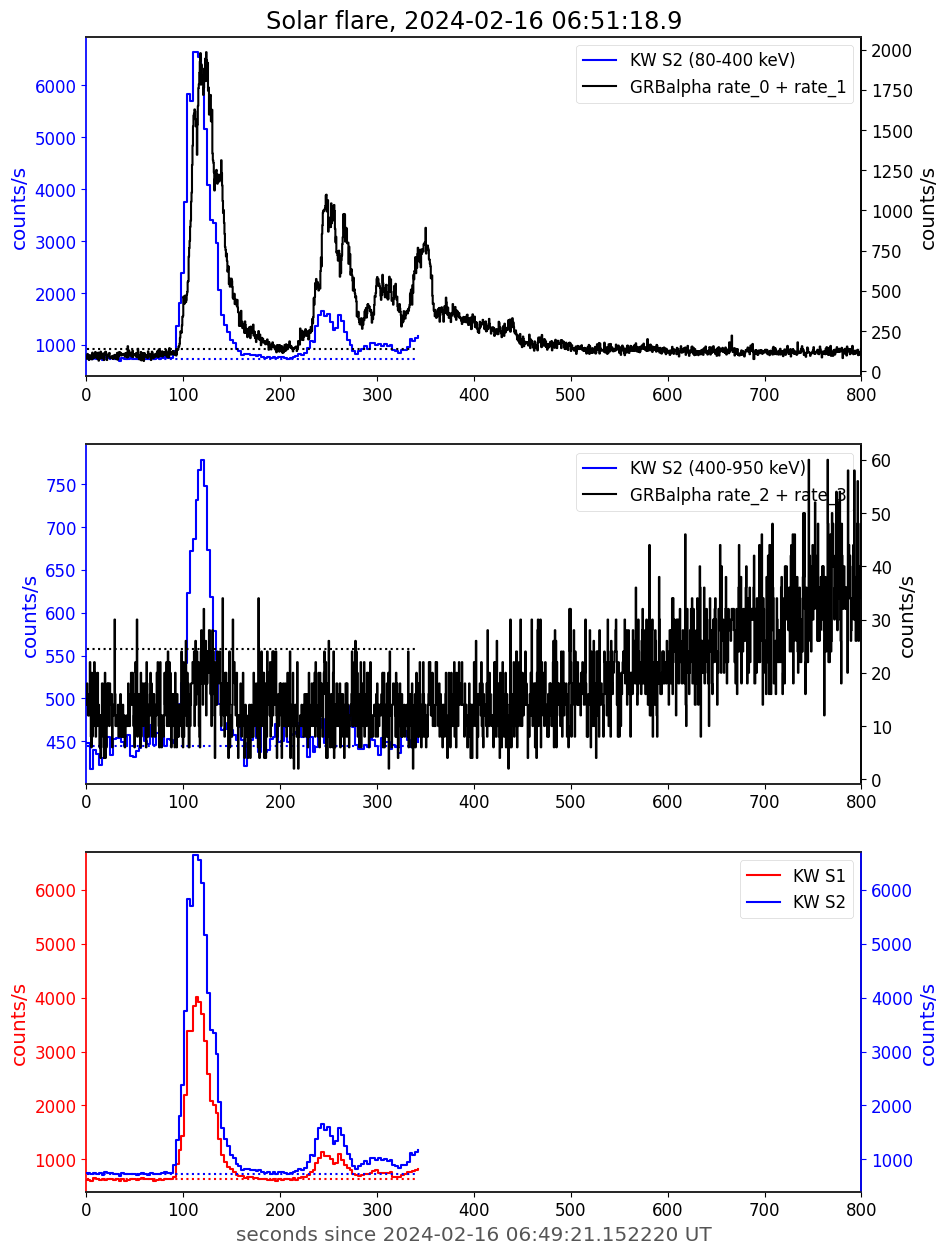 Solar flare, 2024-02-16 06:51:18.9
KW S2 (80-400 keV)
GRBalpha rate_0 + rate_1
counts/s
6000
5000
4000
3000
2000
1000
counts/s
2000
1750
1500
1250
1000
750
500
250
0
0 100 200 300 400 500 600 700 800
KW S2 (400-950 keV)
GRBalpha rate_2 + rate_3
counts/s
750
700
650
600
550
500
450
counts/s
60
50
40
30
20
10
0
0 100 200 300 400 500 600 700 800
KW S1
KW S2
counts/s
6000
5000
4000
3000
2000
1000
counts/s
6000
5000
4000
3000
2000
1000
0 100 200 300 400 500 600 700 800
seconds since 2024-02-16 06:49:21.152220 UT